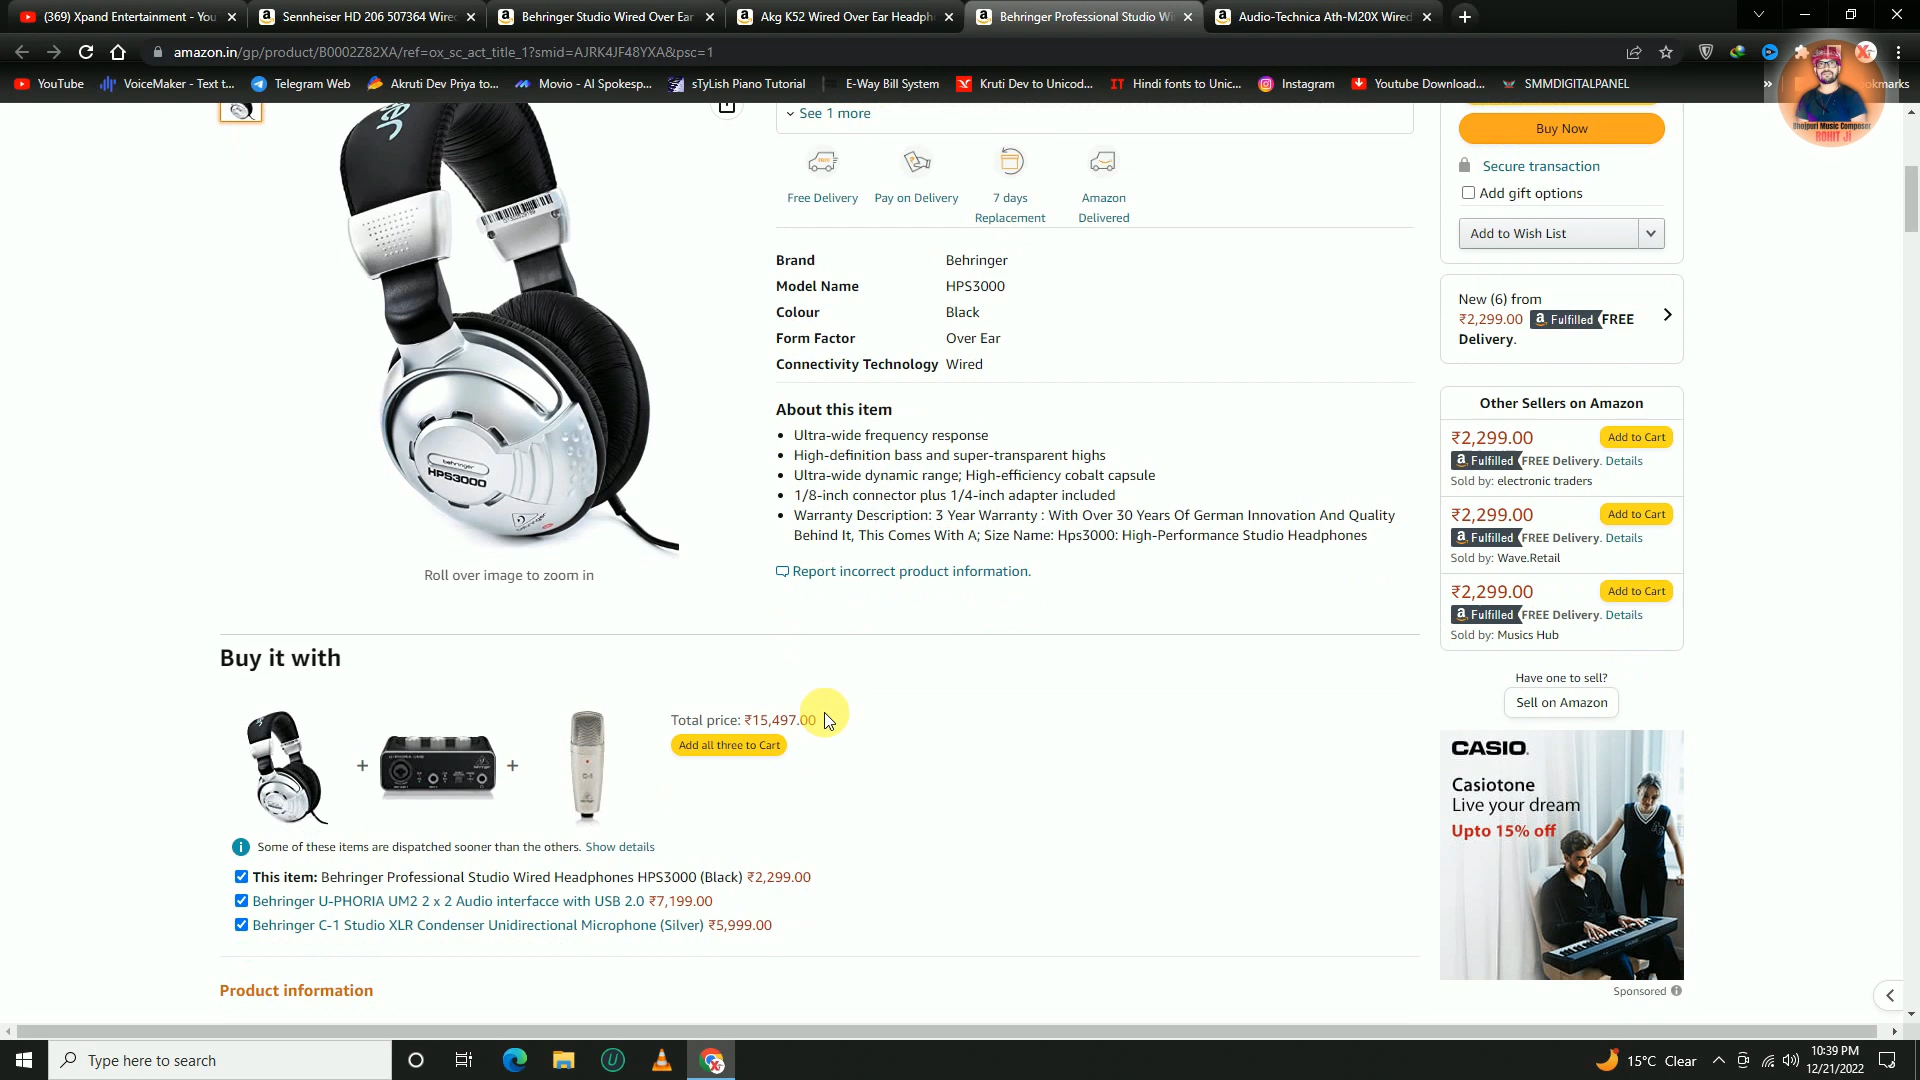 (369) Xpand Entertainment - You
Sennheiser HD 206 507364 Wired
Behringer Studio Wired Over Ear
Akg K52 Wired Over Ear Headph
Behringer Professional Studio Wi
Audio-Technica Ath-M20X Wired
amazon.in/gp/product/B0002Z82XA/ref=ox_sc_act_title_1?smid=AJRK4JF48YXA&psc=1
YouTube
VoiceMaker - Text t...
Telegram Web
Akruti Dev Priya to...
Movio - AI Spokesp...
sTyLish Piano Tutorial
E-Way Bill System
Kruti Dev to Unicod...
Hindi fonts to Unic...
Instagram
Youtube Download...
SMMDIGITALPANEL
Bhojpuri Music Composer
ROHIT Ji
See 1 more
Free Delivery
Pay on Delivery
7 days Replacement
Amazon Delivered
Brand Behringer
Model Name HPS3000
Colour Black
Form Factor Over Ear
Connectivity Technology Wired
About this item
Ultra-wide frequency response
High-definition bass and super-transparent highs
Ultra-wide dynamic range; High-efficiency cobalt capsule
1/8-inch connector plus 1/4-inch adapter included
Warranty Description: 3 Year Warranty : With Over 30 Years Of German Innovation And Quality
Behind It, This Comes With A; Size Name: Hps3000: High-Performance Studio Headphones
Report incorrect product information.
behringer
HPS3000
Roll over image to zoom in
Buy Now
Secure transaction
Add gift options
Add to Wish List
New (6) from
₹2,299.00 a Fulfilled FREE
Delivery.
Other Sellers on Amazon
₹2,299.00 Add to Cart
a Fulfilled FREE Delivery. Details
Sold by: electronic traders
₹2,299.00 Add to Cart
a Fulfilled FREE Delivery. Details
Sold by: Wave.Retail
₹2,299.00 Add to Cart
a Fulfilled FREE Delivery. Details
Sold by: Musics Hub
Have one to sell?
Sell on Amazon
Buy it with
+
+
Total price: ₹15,497.00
Add all three to Cart
Some of these items are dispatched sooner than the others. Show details
This item: Behringer Professional Studio Wired Headphones HPS3000 (Black) ₹2,299.00
Behringer U-PHORIA UM2 2 x 2 Audio interfacce with USB 2.0 ₹7,199.00
Behringer C-1 Studio XLR Condenser Unidirectional Microphone (Silver) ₹5,999.00
Product information
CASIO.
Casiotone
Live your dream
Upto 15% off
Sponsored
Type here to search
15°C Clear
10:39 PM
12/21/2022